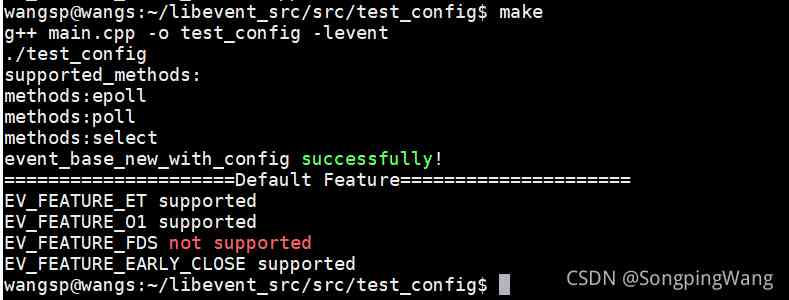 wangsp@wangs:~/libevent_src/src/test_config$ make
g++ main.cpp -o test_config -levent
./test_config
supported_methods:
methods:epoll
methods:poll
methods:select
event_base_new_with_config successfully!
=====================Default Feature=====================
EV_FEATURE_ET supported
EV_FEATURE_O1 supported
EV_FEATURE_FDS not supported
EV_FEATURE_EARLY_CLOSE supported
wangsp@wangs:~/libevent_src/src/test_config$
CSDN @SongpingWang